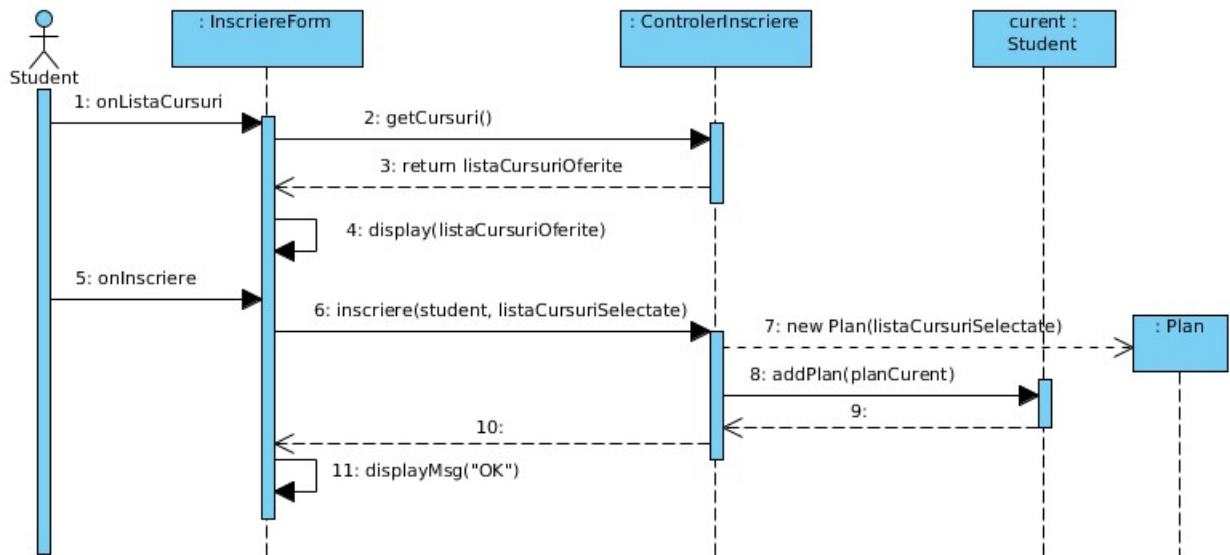 : InscriereForm
: ControlerInscriere
curent :
Student
Student
1: onListaCursuri
2: getCursuri()
3: return listaCursuriOferite
4: display(listaCursuriOferite)
5: onInscriere
6: inscriere(student, listaCursuriSelectate)
7: new Plan(listaCursuriSelectate)
: Plan
8: addPlan(planCurent)
9:
10:
11: displayMsg("OK")